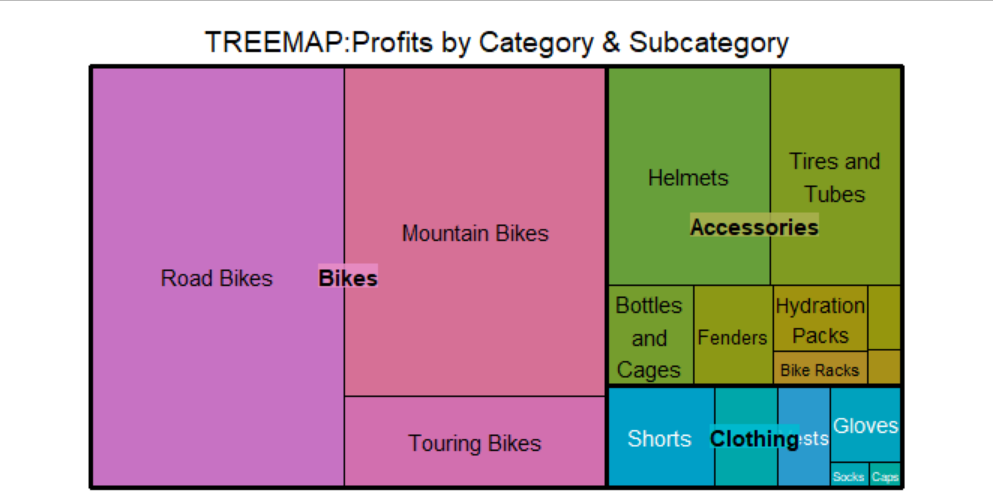 TREEMAP:Profits by Category & Subcategory
Road Bikes
Bikes
Mountain Bikes
Touring Bikes
Helmets
Tires and
Tubes
Accessories
Bottles
and
Cages
Fenders
Hydration
Packs
Bike Racks
Shorts
Clothing
Gloves
Socks
Caps